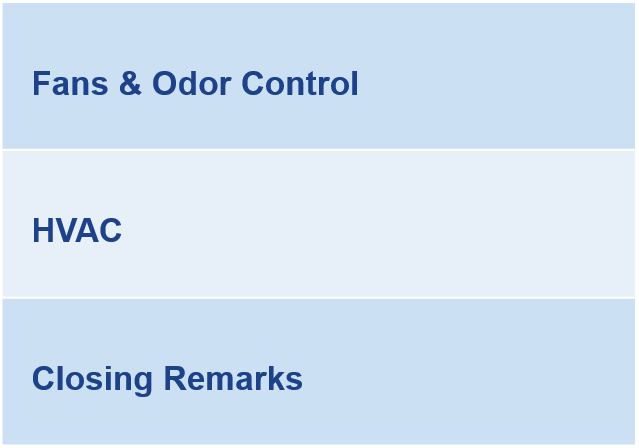 Fans & Odor Control
HVAC
Closing Remarks